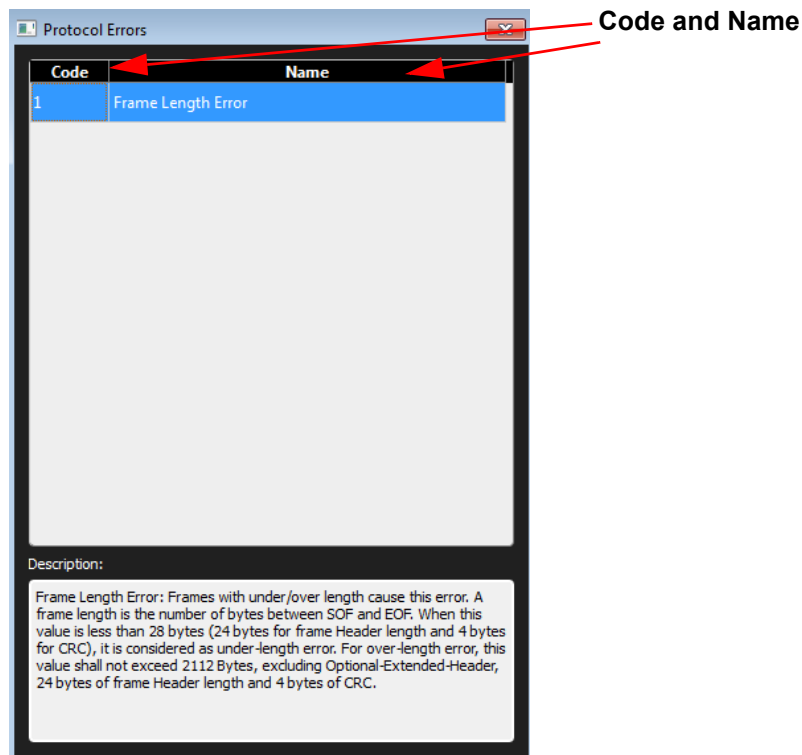 Protocol Errors
Code and Name
Code Name
1 Frame Length Error
Description:
Frame Length Error: Frames with under/over length cause this error. A
frame length is the number of bytes between SOF and EOF. When this
value is less than 28 bytes (24 bytes for frame Header length and 4 bytes
for CRC), it is considered as under-length error. For over-length error, this
value shall not exceed 2112 Bytes, excluding Optional-Extended-Header,
24 bytes of frame Header length and 4 bytes of CRC.